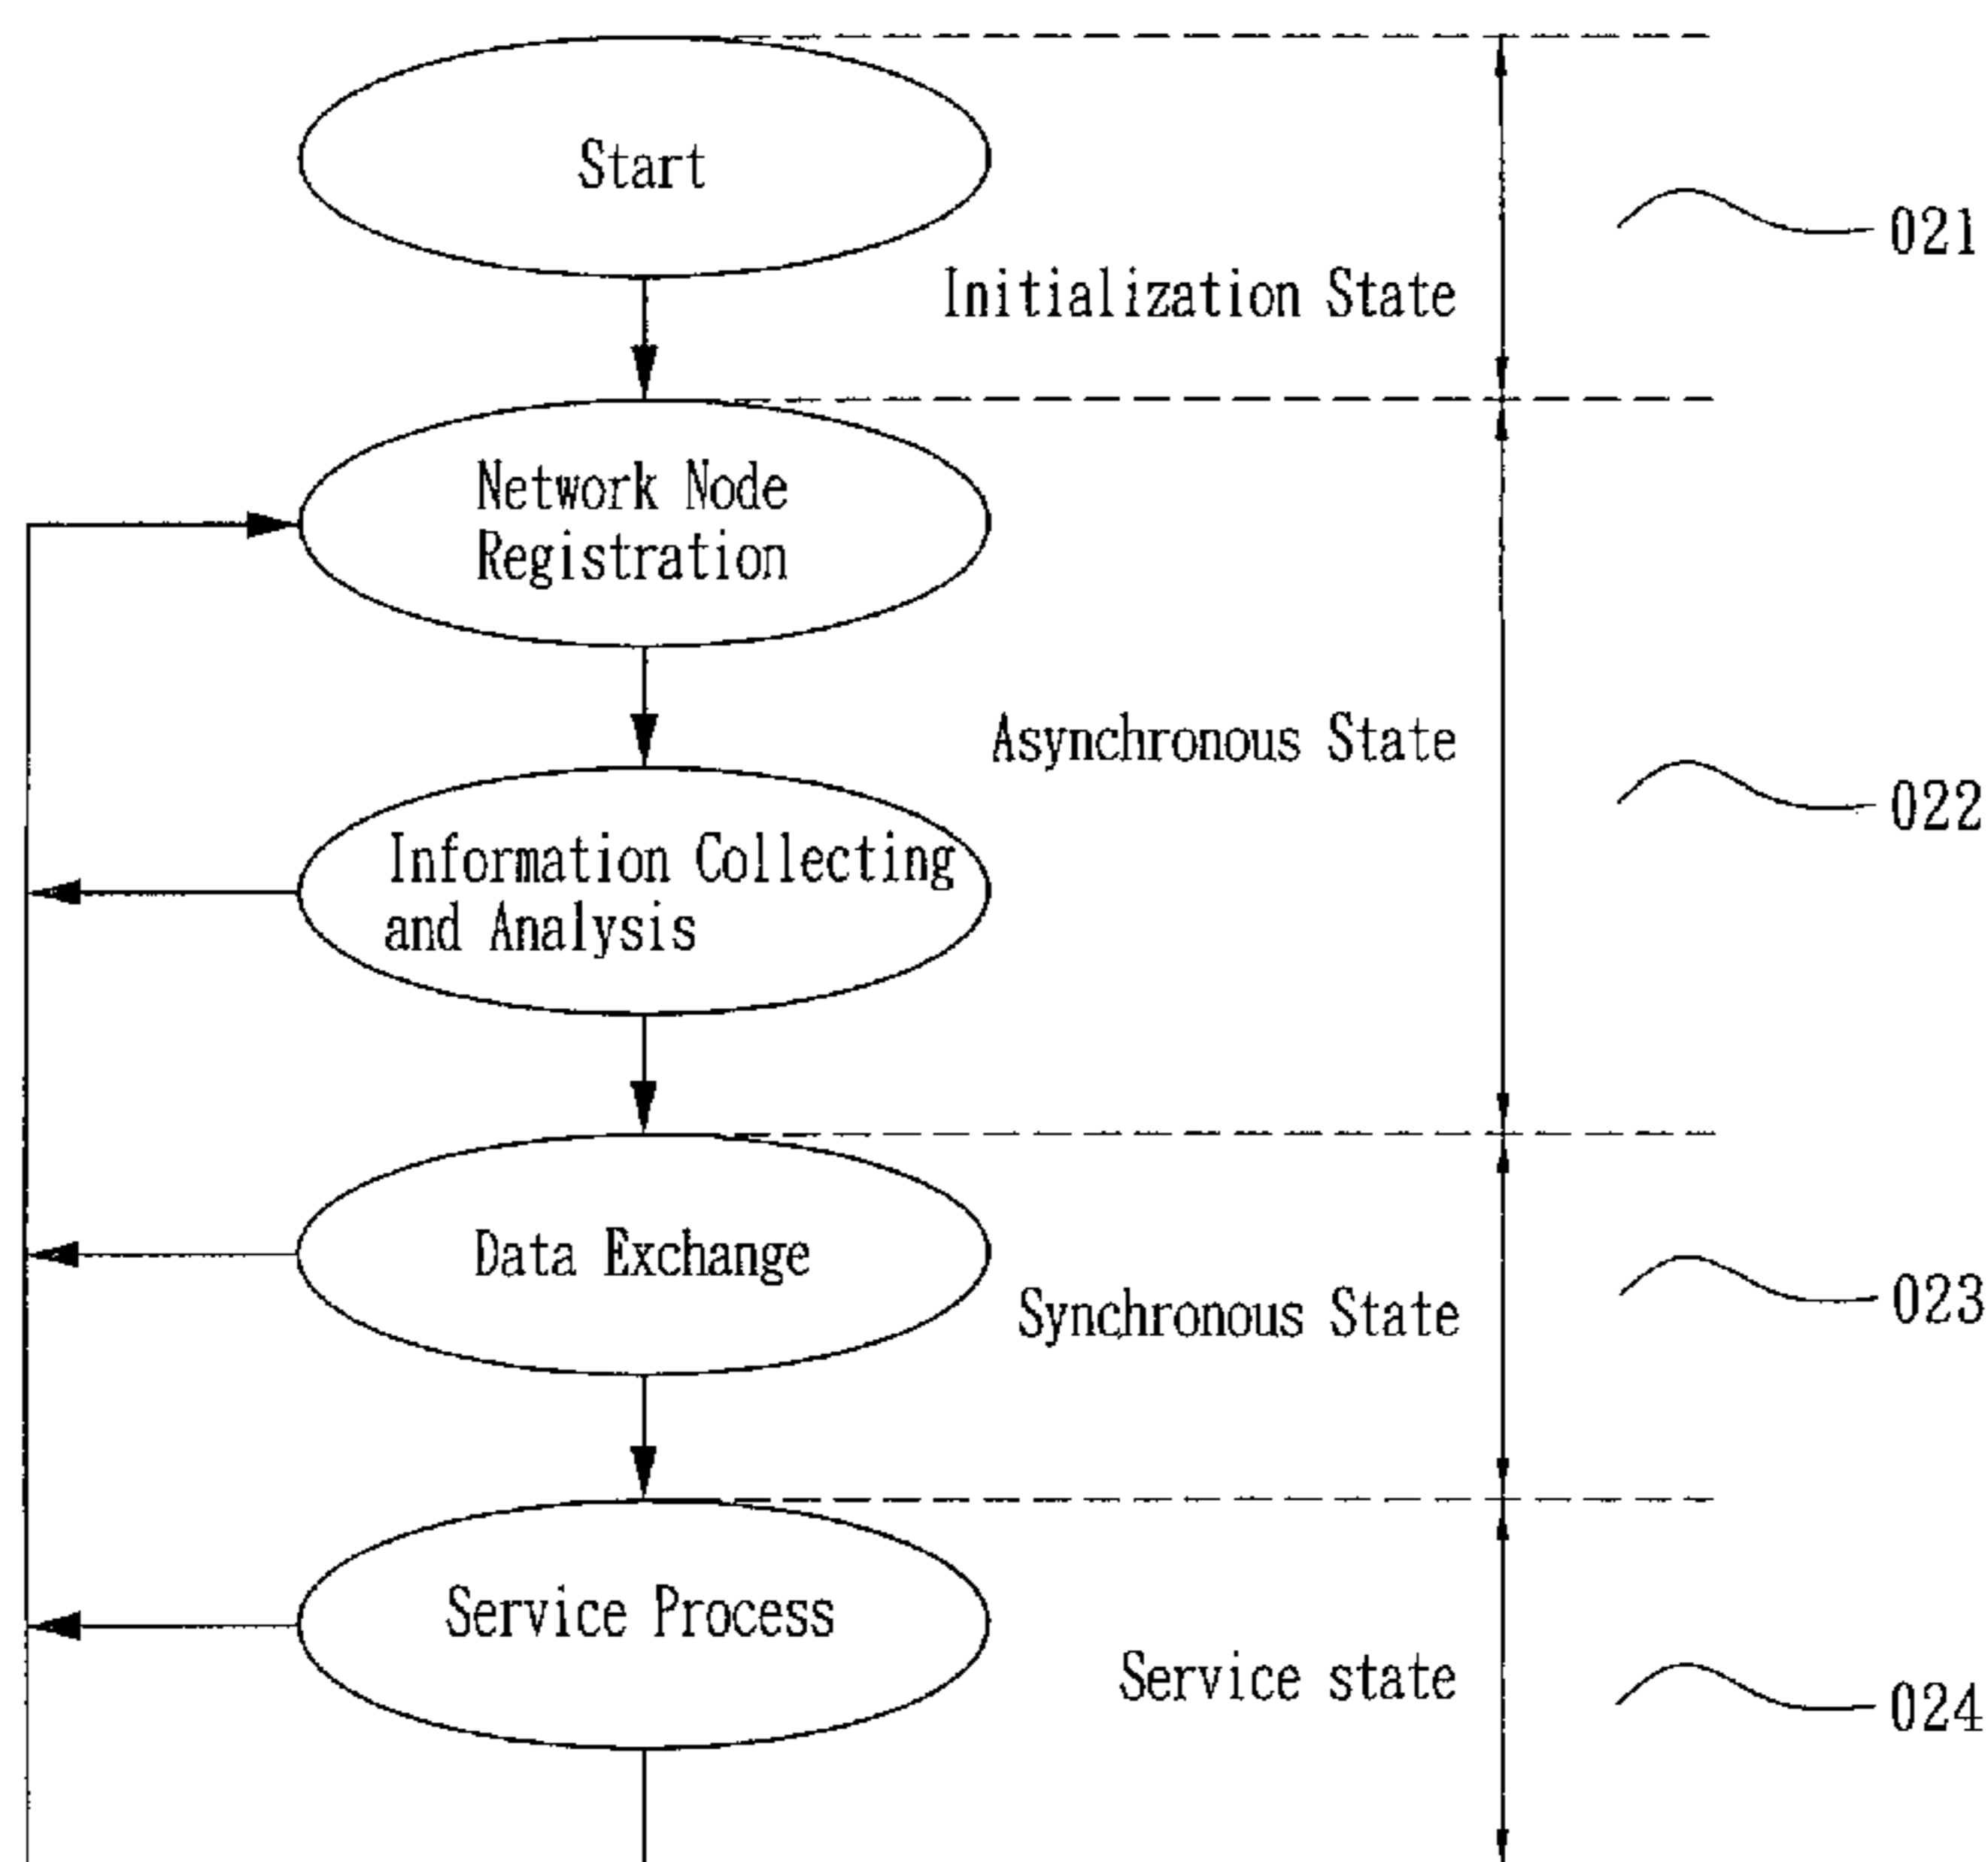 Start
021
Initialization State
Network Node
Registration
Asynchronous State
022
Information Collecting
and Analysis
Data Exchange
023
Synchronous State
Service Process
Service state
024